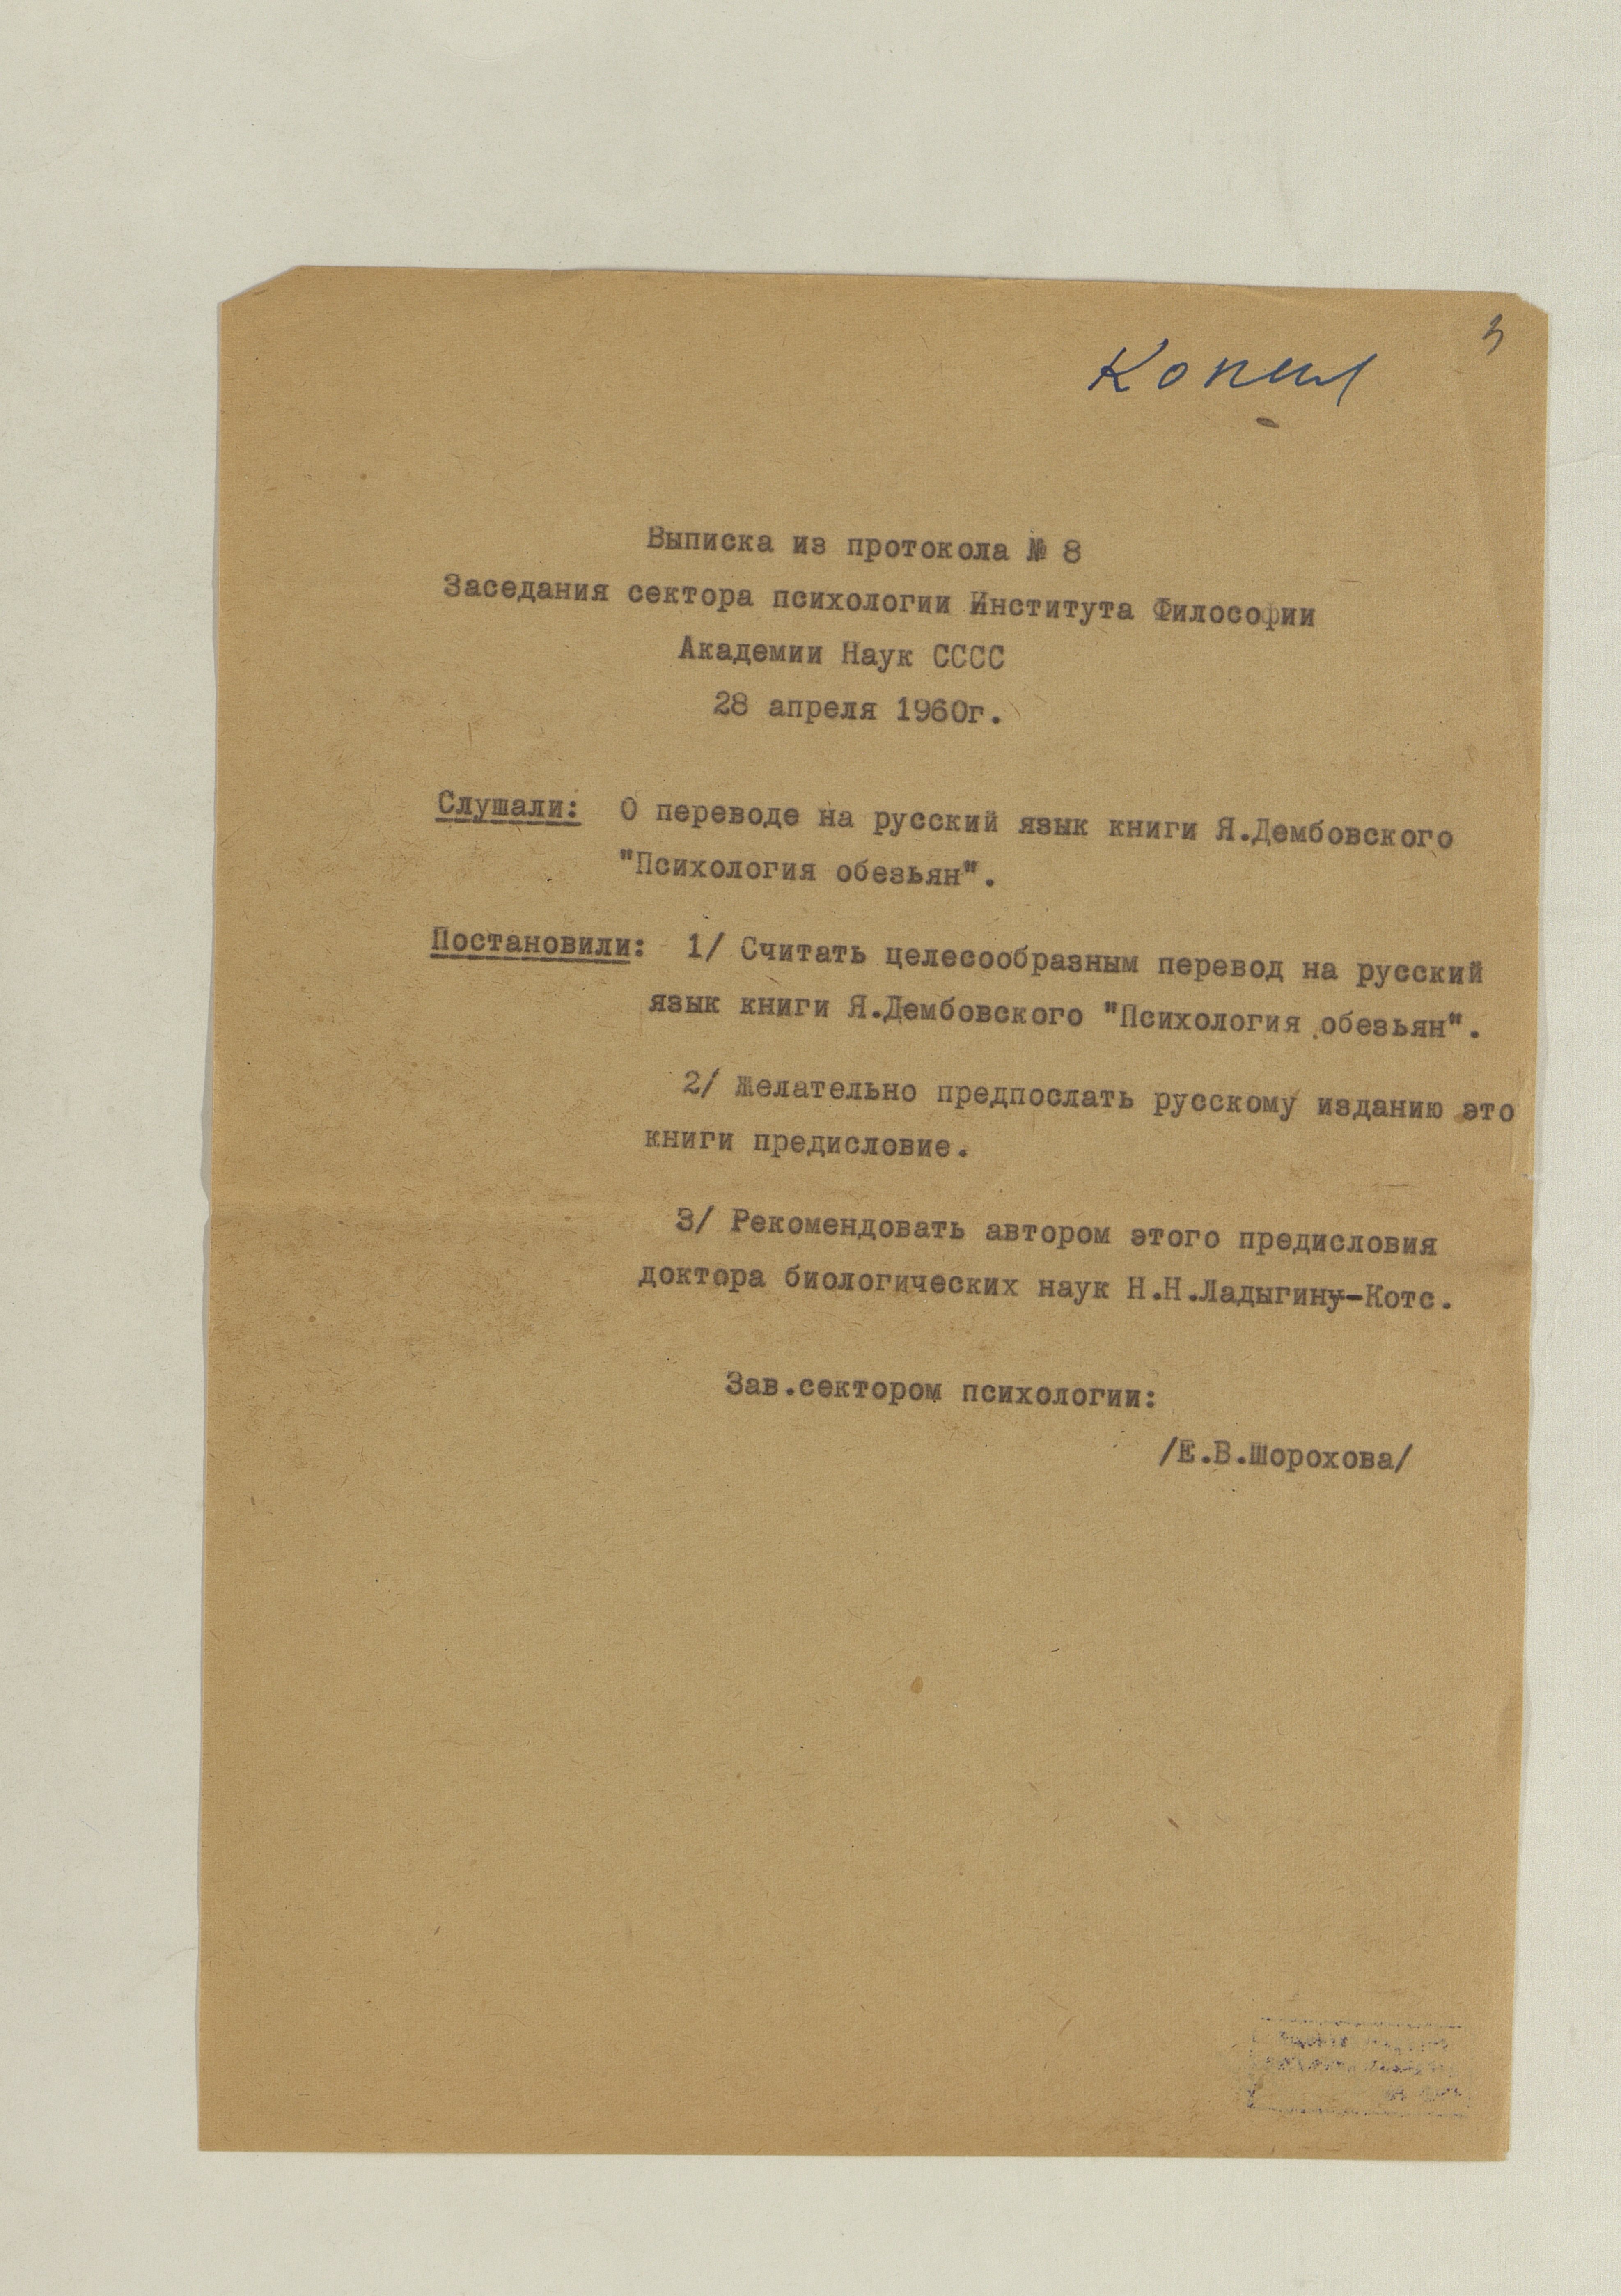 Копия
Выписка из протокола № 8
Заседания сектора психологии Института Философии
Академии Наук СССС
28 апреля 1960г.
Слушали: О переводе на русский язык книги Я.Дембовского
"Психология обезьян".
Постановили: 1/ Считать целесообразным перевод на русский
язык книги Я.Дембовского "Психология обезьян".
2/ Желательно предпослать русскому изданию это
книги предисловие.
3/ Рекомендовать автором этого предисловия
доктора биологических наук Н.Н.Ладыгину-Котс.
Зав.сектором психологии:
/Е.В.Шорохова/